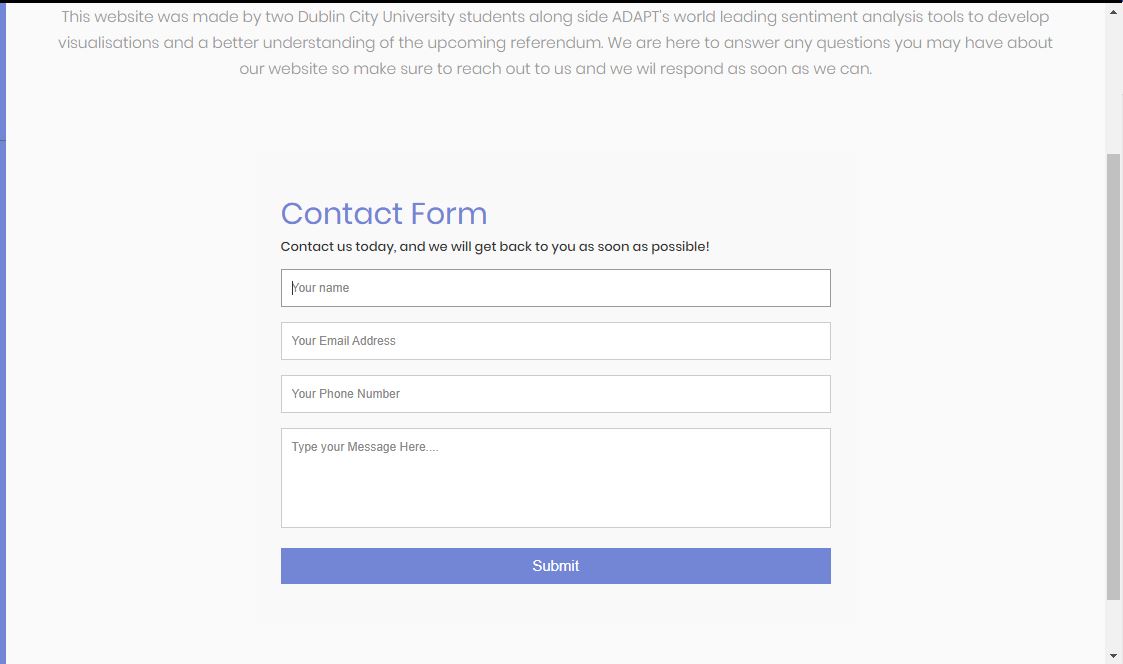 This website was made by two Dublin City University students along side ADAPT's world leading sentiment analysis tools to develop
visualisations and a better understanding of the upcoming referendum. We are here to answer any questions you may have about
our website so make sure to reach out to us and we wil respond as soon as we can.
Contact Form
Contact us today, and we will get back to you as soon as possible!
Your name
Your Email Address
Your Phone Number
Type your Message Here....
Submit